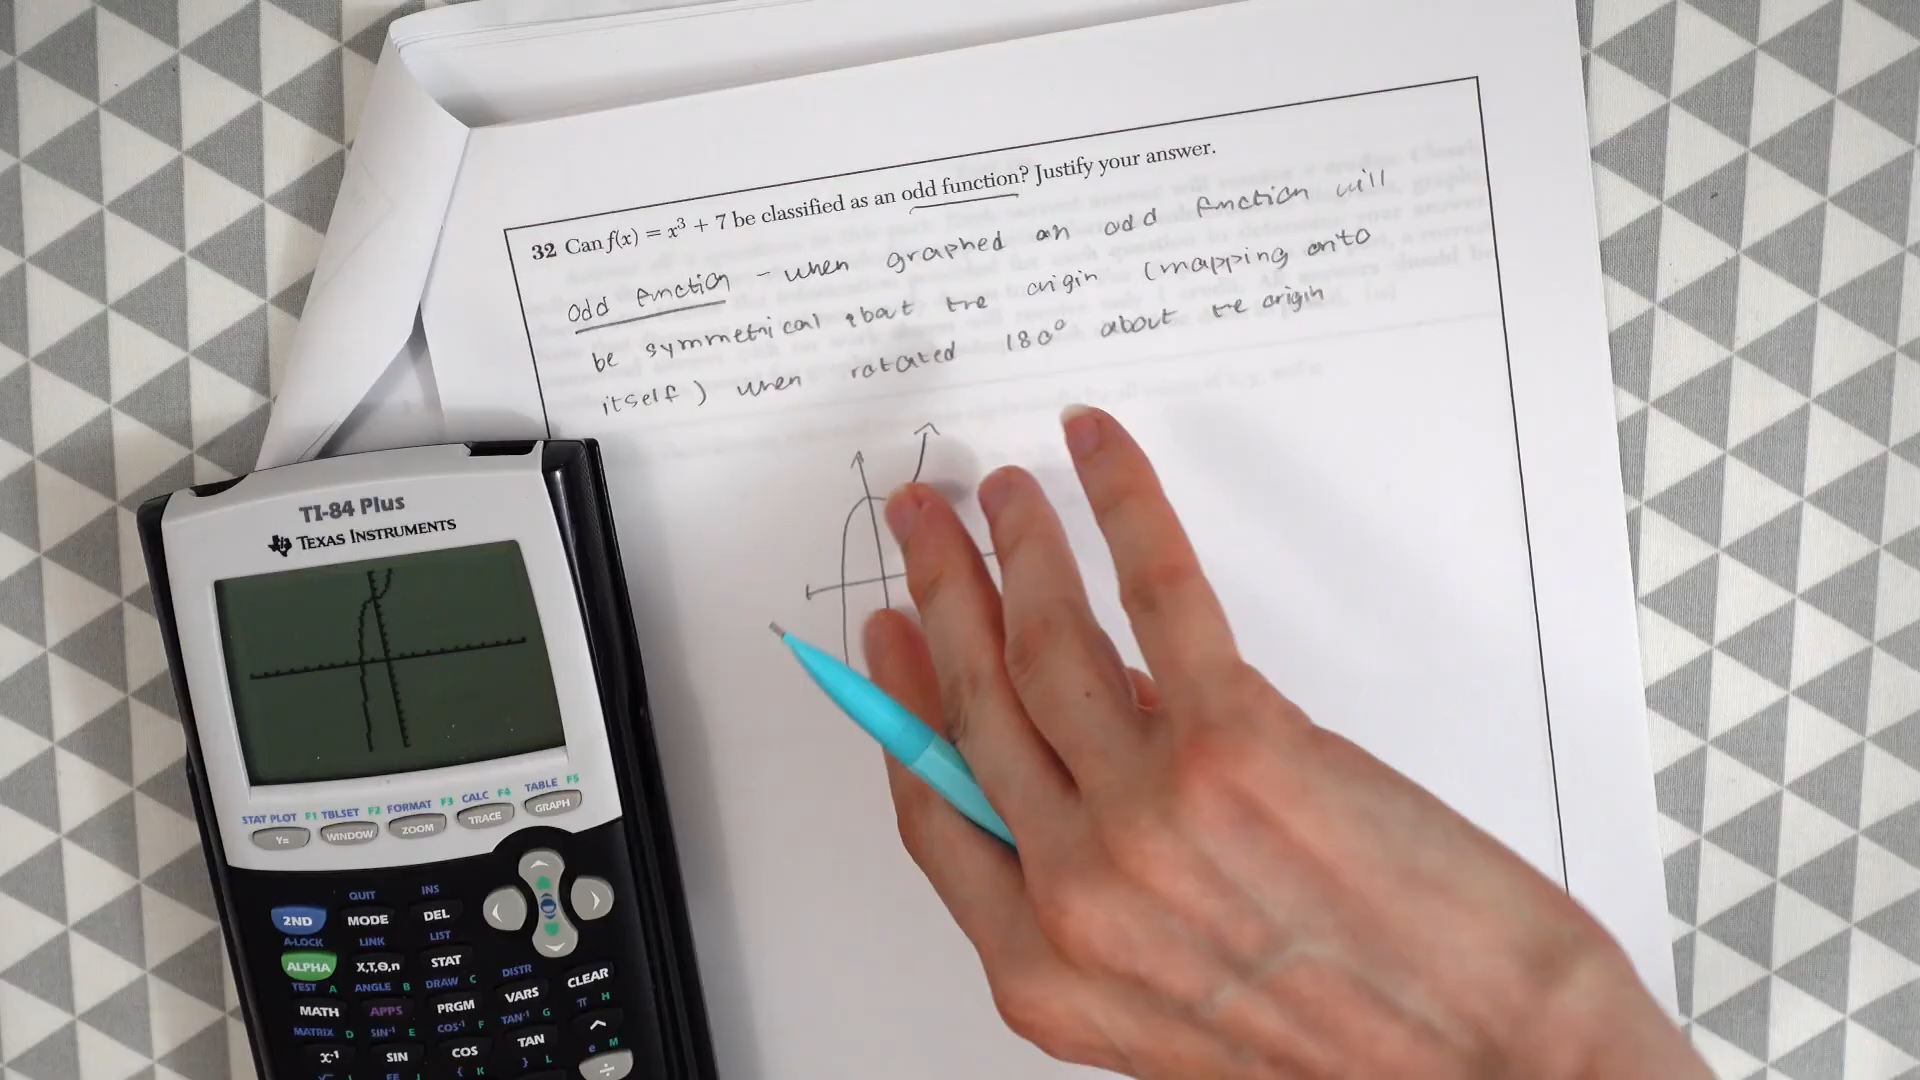 32 Can f(x) = x³ + 7 be classified as an odd function? Justify your answer.
odd function - when graphed an odd function will
be symmetrical about the origin (mapping onto
itself) when rotated 180° about the origin
TI-84 Plus
TEXAS INSTRUMENTS
STAT PLOT F1 TBLSET F2 FORMAT F3 CALC F4 TABLE F5
Y= WINDOW ZOOM TRACE GRAPH
QUIT INS
2ND MODE DEL
A-LOCK LINK LIST
ALPHA X,T,Θ,n STAT
TEST A ANGLE B DRAW C DISTR
MATH APPS PRGM VARS CLEAR
MATRIX D SIN⁻¹ E COS⁻¹ F TAN⁻¹ G π H
x⁻¹ SIN COS TAN ^
EE { K } L e M
÷